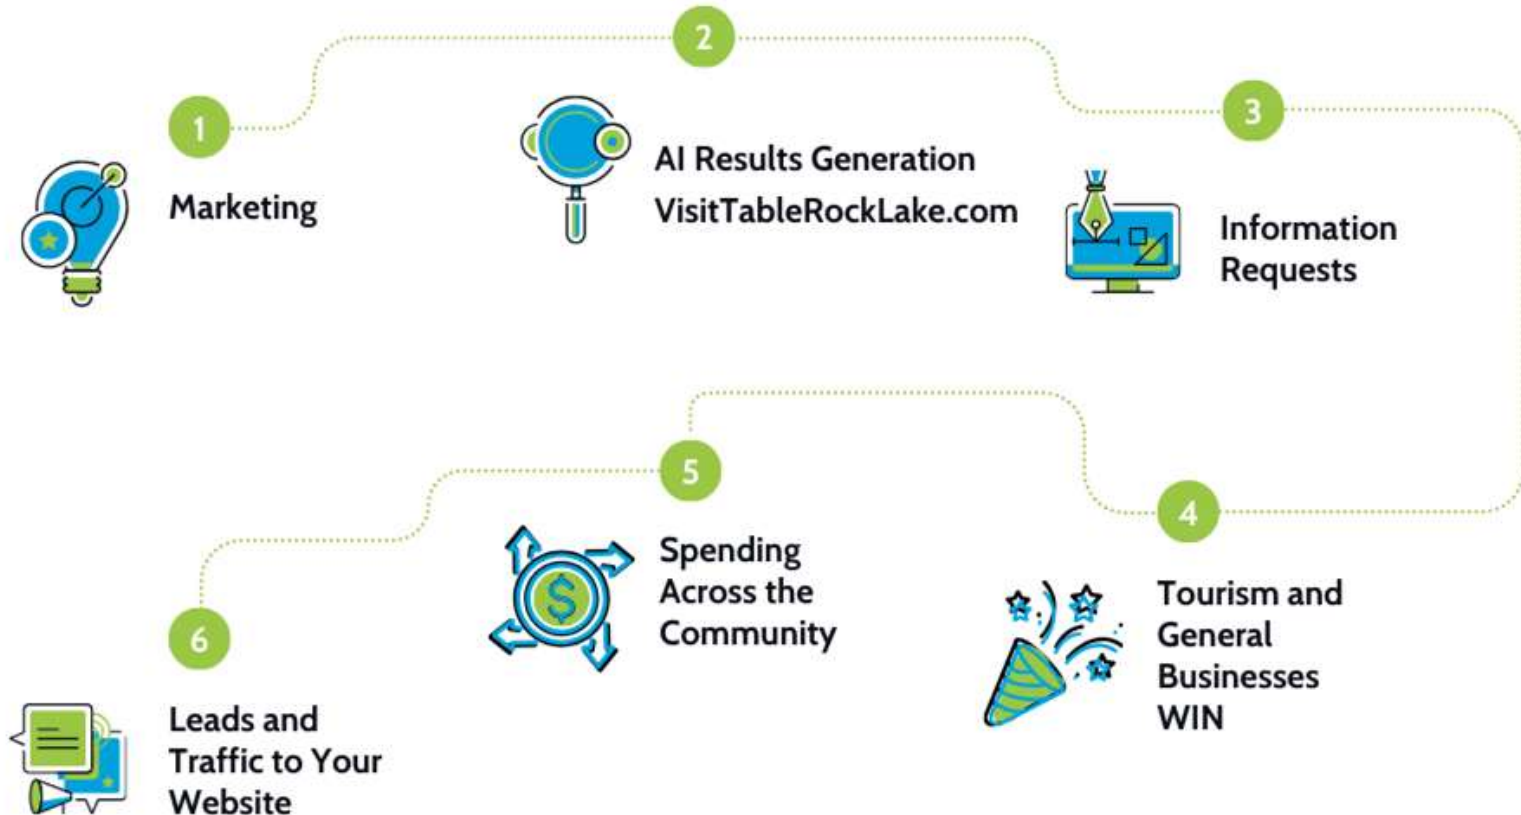 1
Marketing
2
AI Results Generation
VisitTableRockLake.com
3
Information
Requests
4
Tourism and
General
Businesses
WIN
5
Spending
Across the
Community
$
6
Leads and
Traffic to Your
Website